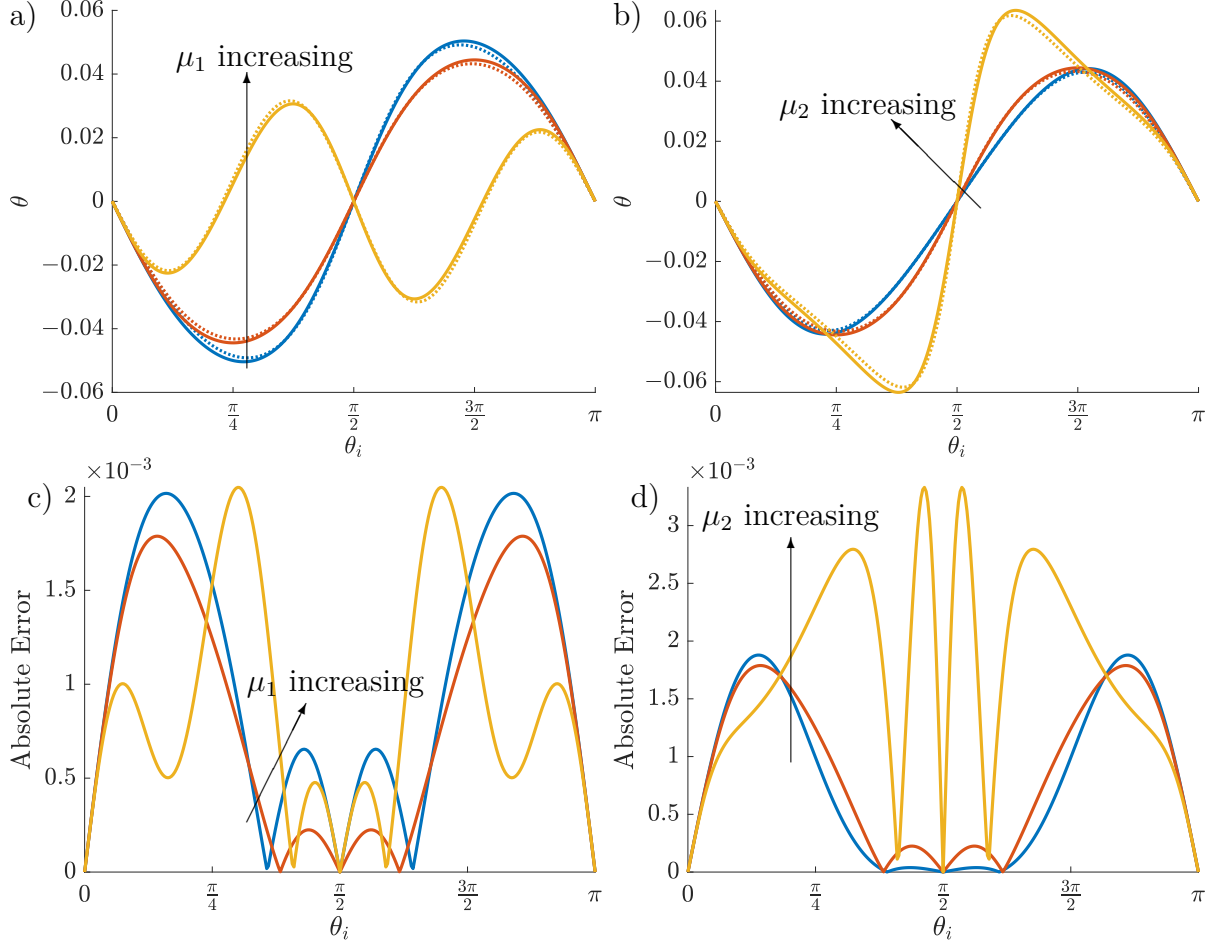 a)
μ₁ increasing
0.06
0.04
0.02
0
−0.02
−0.04
−0.06
θ
0
π/4
π/2
3π/2
π
θᵢ
b)
μ₂ increasing
0.06
0.04
0.02
0
−0.02
−0.04
−0.06
θ
0
π/4
π/2
3π/2
π
θᵢ
c)
×10⁻³
μ₁ increasing
2
1.5
1
0.5
0
Absolute Error
0
π/4
π/2
3π/2
π
θᵢ
d)
×10⁻³
μ₂ increasing
3
2.5
2
1.5
1
0.5
0
Absolute Error
0
π/4
π/2
3π/2
π
θᵢ